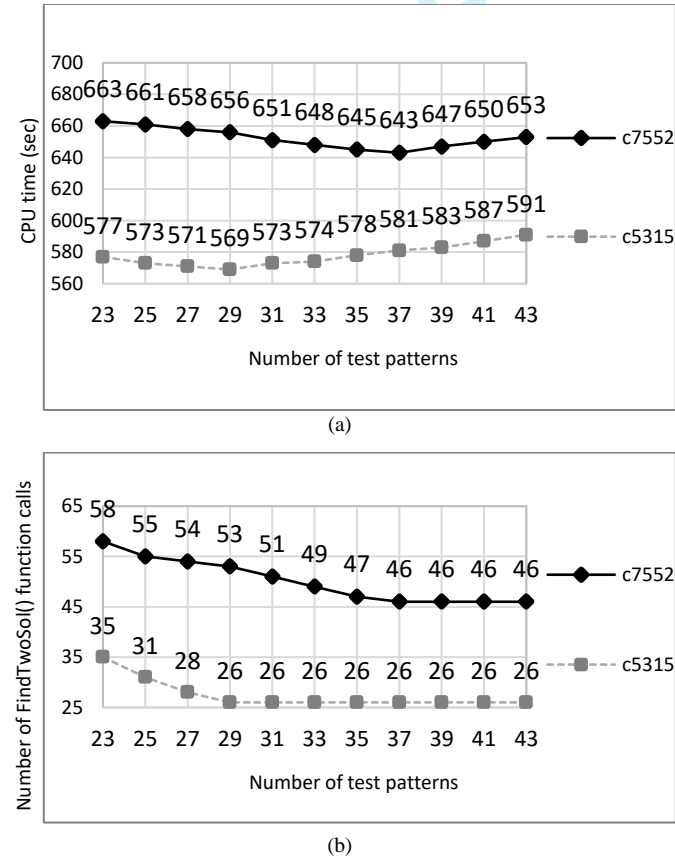 700
663 661 658 656 651 648 645 643 647 650 653
680
660
c7552
640
620
CPU time (sec)
577 573 571 569 573 574 578 581 583 587 591
600
c5315
580
560
23 25 27 29 31 33 35 37 39 41 43
Number of test patterns
(a)
65
58 55 54 53 51 49 47 46 46 46 46
55
c7552
45
Number of FindTwoSol() function calls
35 31 28 26 26 26 26 26 26 26 26
35
c5315
25
23 25 27 29 31 33 35 37 39 41 43
Number of test patterns
(b)